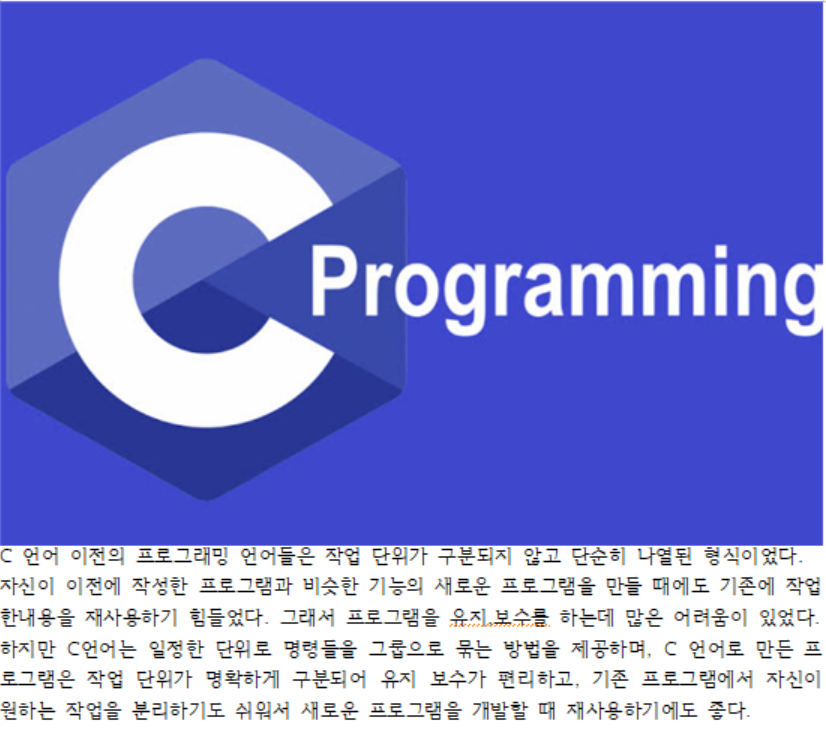 C Programming
C 언어 이전의 프로그래밍 언어들은 작업 단위가 구분되지 않고 단순히 나열된 형식이었다.
자신이 이전에 작성한 프로그램과 비슷한 기능의 새로운 프로그램을 만들 때에도 기존에 작업
한내용을 재사용하기 힘들었다. 그래서 프로그램을 유지,보수를 하는데 많은 어려움이 있었다.
하지만 C언어는 일정한 단위로 명령들을 그룹으로 묶는 방법을 제공하며, C 언어로 만든 프
로그램은 작업 단위가 명확하게 구분되어 유지 보수가 편리하고, 기존 프로그램에서 자신이
원하는 작업을 분리하기도 쉬워서 새로운 프로그램을 개발할 때 재사용하기에도 좋다.